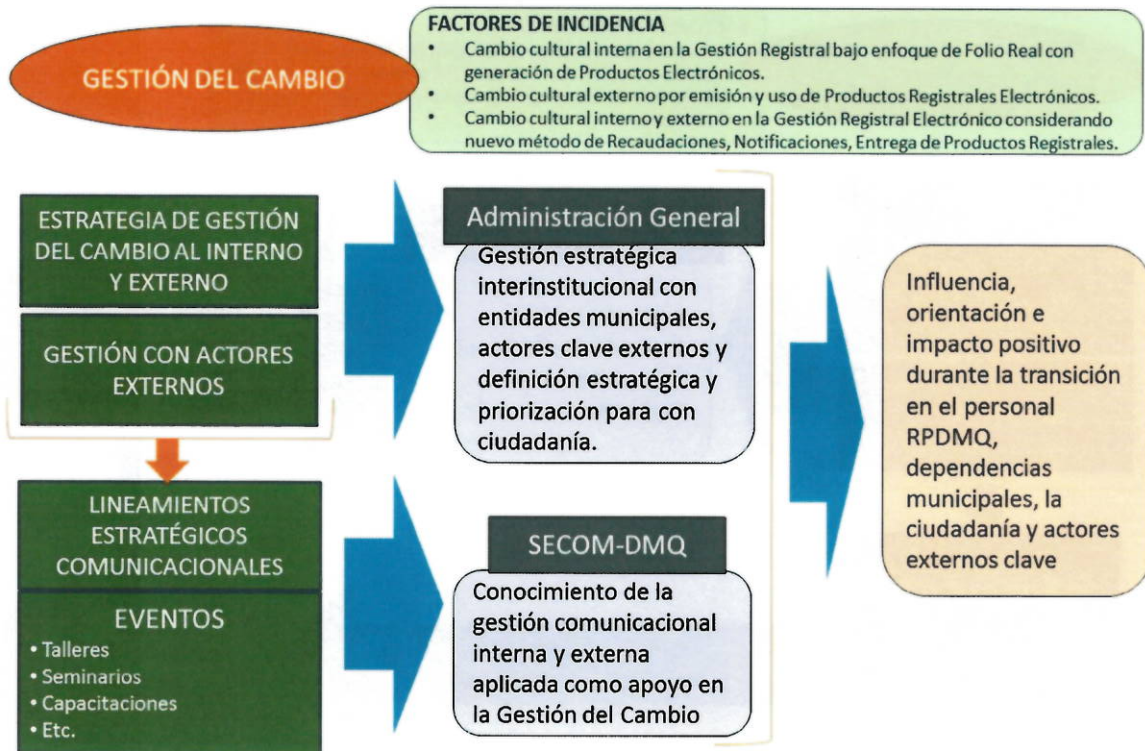 GESTIÓN DEL CAMBIO
FACTORES DE INCIDENCIA
• Cambio cultural interna en la Gestión Registral bajo enfoque de Folio Real con
generación de Productos Electrónicos.
• Cambio cultural externo por emisión y uso de Productos Registrales Electrónicos.
• Cambio cultural interno y externo en la Gestión Registral Electrónico considerando
nuevo método de Recaudaciones, Notificaciones, Entrega de Productos Registrales.
ESTRATEGIA DE GESTIÓN
DEL CAMBIO AL INTERNO
Y EXTERNO
GESTIÓN CON ACTORES
EXTERNOS
LINEAMIENTOS
ESTRATÉGICOS
COMUNICACIONALES
EVENTOS
• Talleres
• Seminarios
• Capacitaciones
• Etc.
Administración General
Gestión estratégica
interinstitucional con
entidades municipales,
actores clave externos y
definición estratégica y
priorización para con
ciudadanía.
SECOM-DMQ
Conocimiento de la
gestión comunicacional
interna y externa
aplicada como apoyo en
la Gestión del Cambio
Influencia,
orientación e
impacto positivo
durante la transición
en el personal
RPDMQ,
dependencias
municipales, la
ciudadanía y actores
externos clave